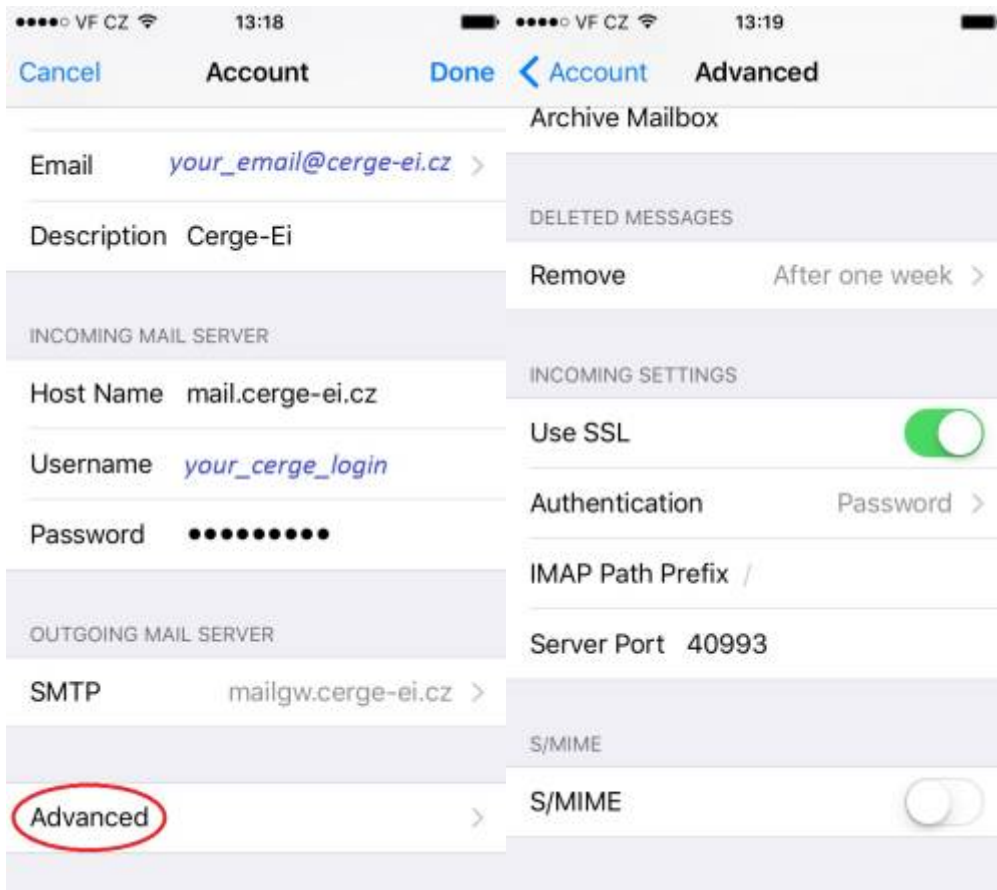 VF CZ 13:18
Cancel Account Done
Email your_email@cerge-ei.cz
Description Cerge-Ei
INCOMING MAIL SERVER
Host Name mail.cerge-ei.cz
Username your_cerge_login
Password ●●●●●●●●●
OUTGOING MAIL SERVER
SMTP mailgw.cerge-ei.cz
Advanced
VF CZ 13:19
Account Advanced
Archive Mailbox
DELETED MESSAGES
Remove After one week
INCOMING SETTINGS
Use SSL
Authentication Password
IMAP Path Prefix /
Server Port 40993
S/MIME
S/MIME